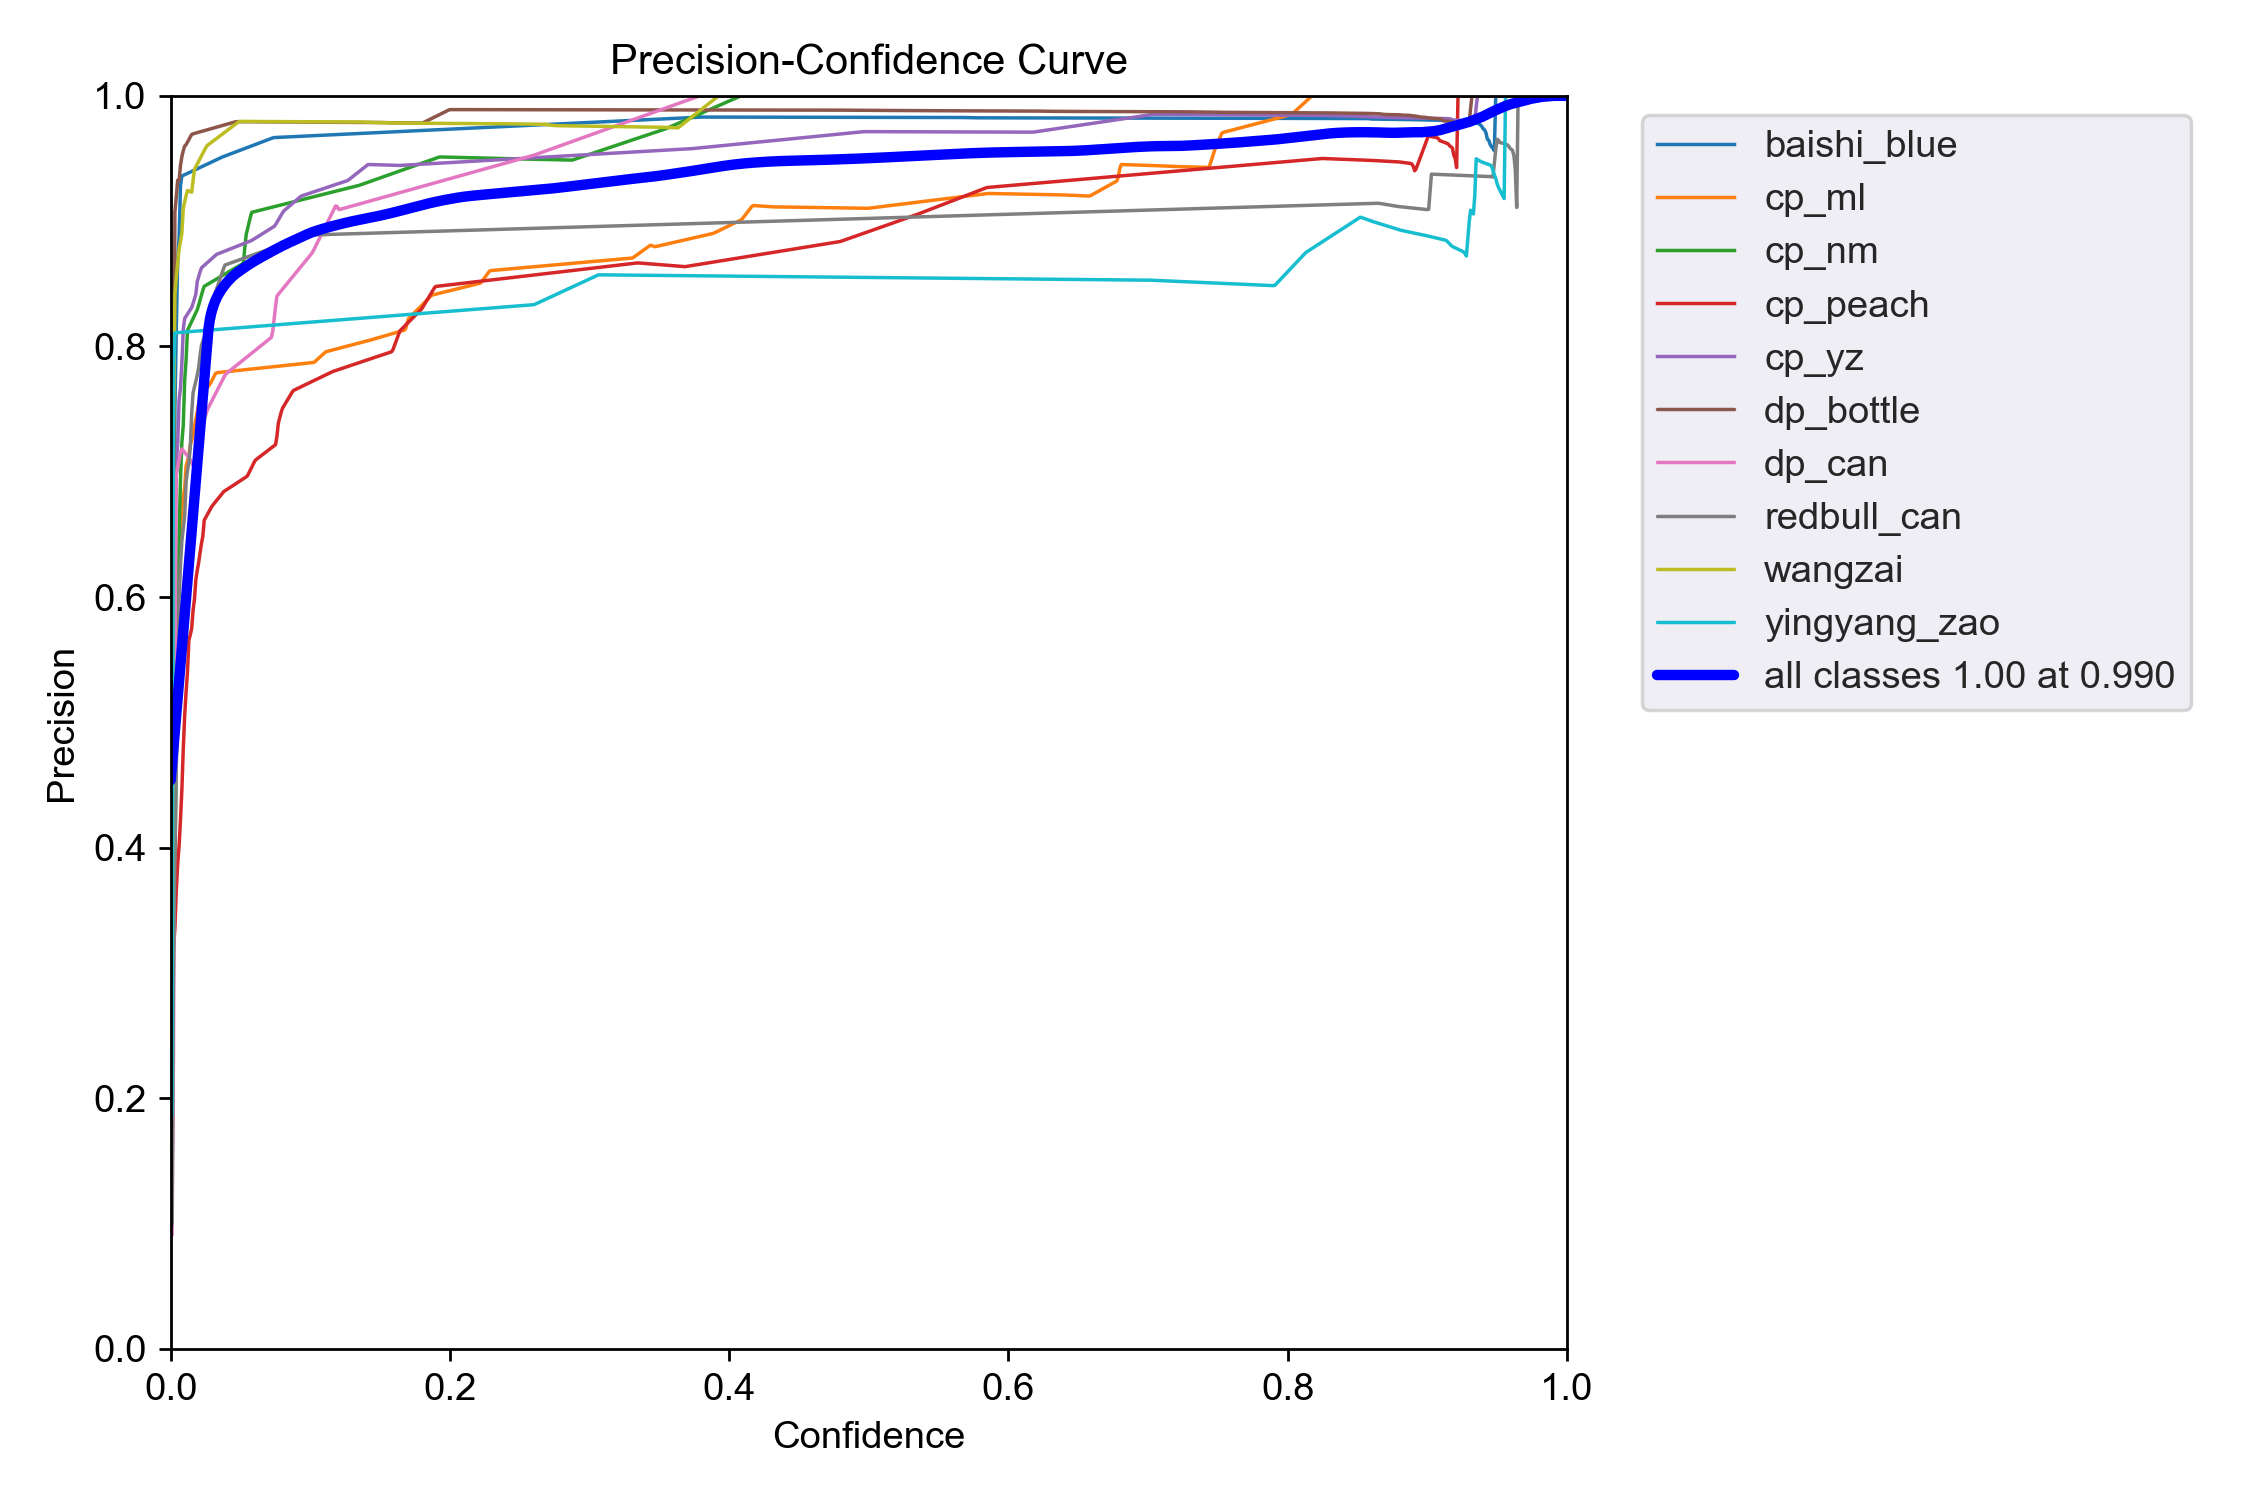 Precision-Confidence Curve
1.0
0.8
0.6
0.4
0.2
0.0
Precision
0.0 0.2 0.4 0.6 0.8 1.0
Confidence
baishi_blue
cp_ml
cp_nm
cp_peach
cp_yz
dp_bottle
dp_can
redbull_can
wangzai
yingyang_zao
all classes 1.00 at 0.990